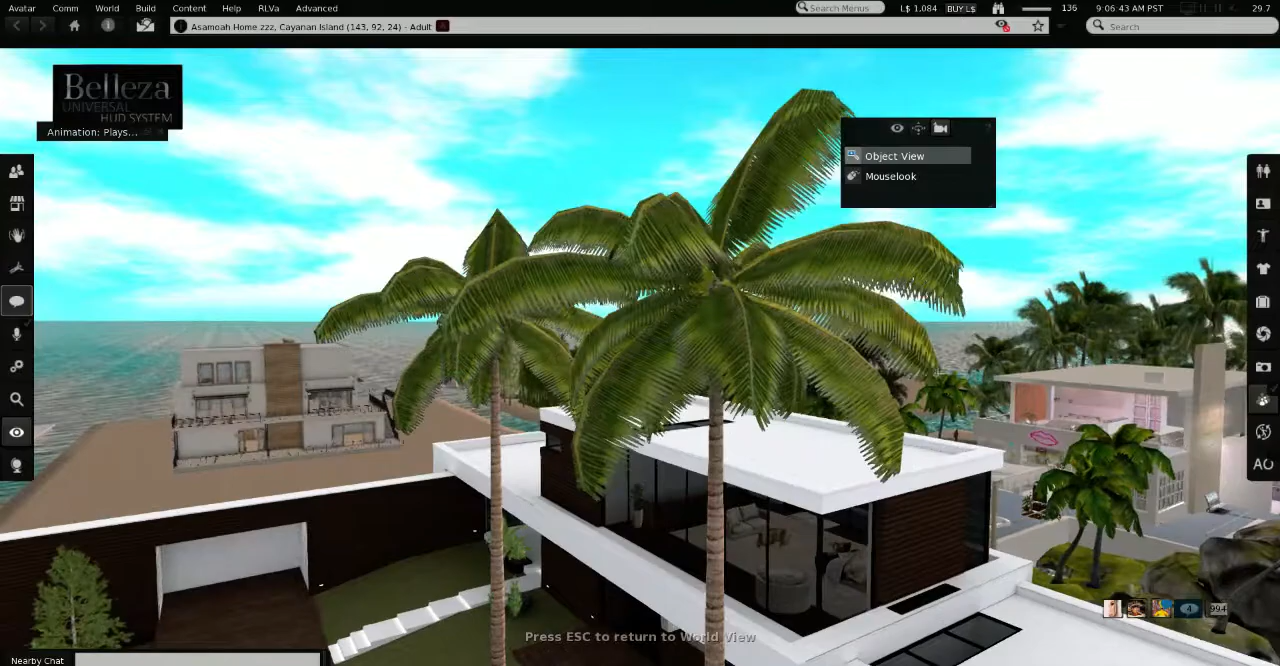 Avatar Comm World Build Content Help RLVa Advanced Search Menus L$ 1,084 BUY L$ 136 9:06:43 AM PST 29.7
Asamoah Home zzz, Cayanan Island (143, 92, 24) - Adult Search
Belleza
UNIVERSAL
HUD SYSTEM
Animation: Plays...
Object View
Mouselook
AO
994
Press ESC to return to World View
Nearby Chat